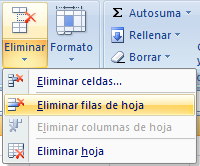 Eliminar
Formato
Σ Autosuma
Rellenar
Borrar
Eliminar celdas...
Eliminar filas de hoja
Eliminar columnas de hoja
Eliminar hoja